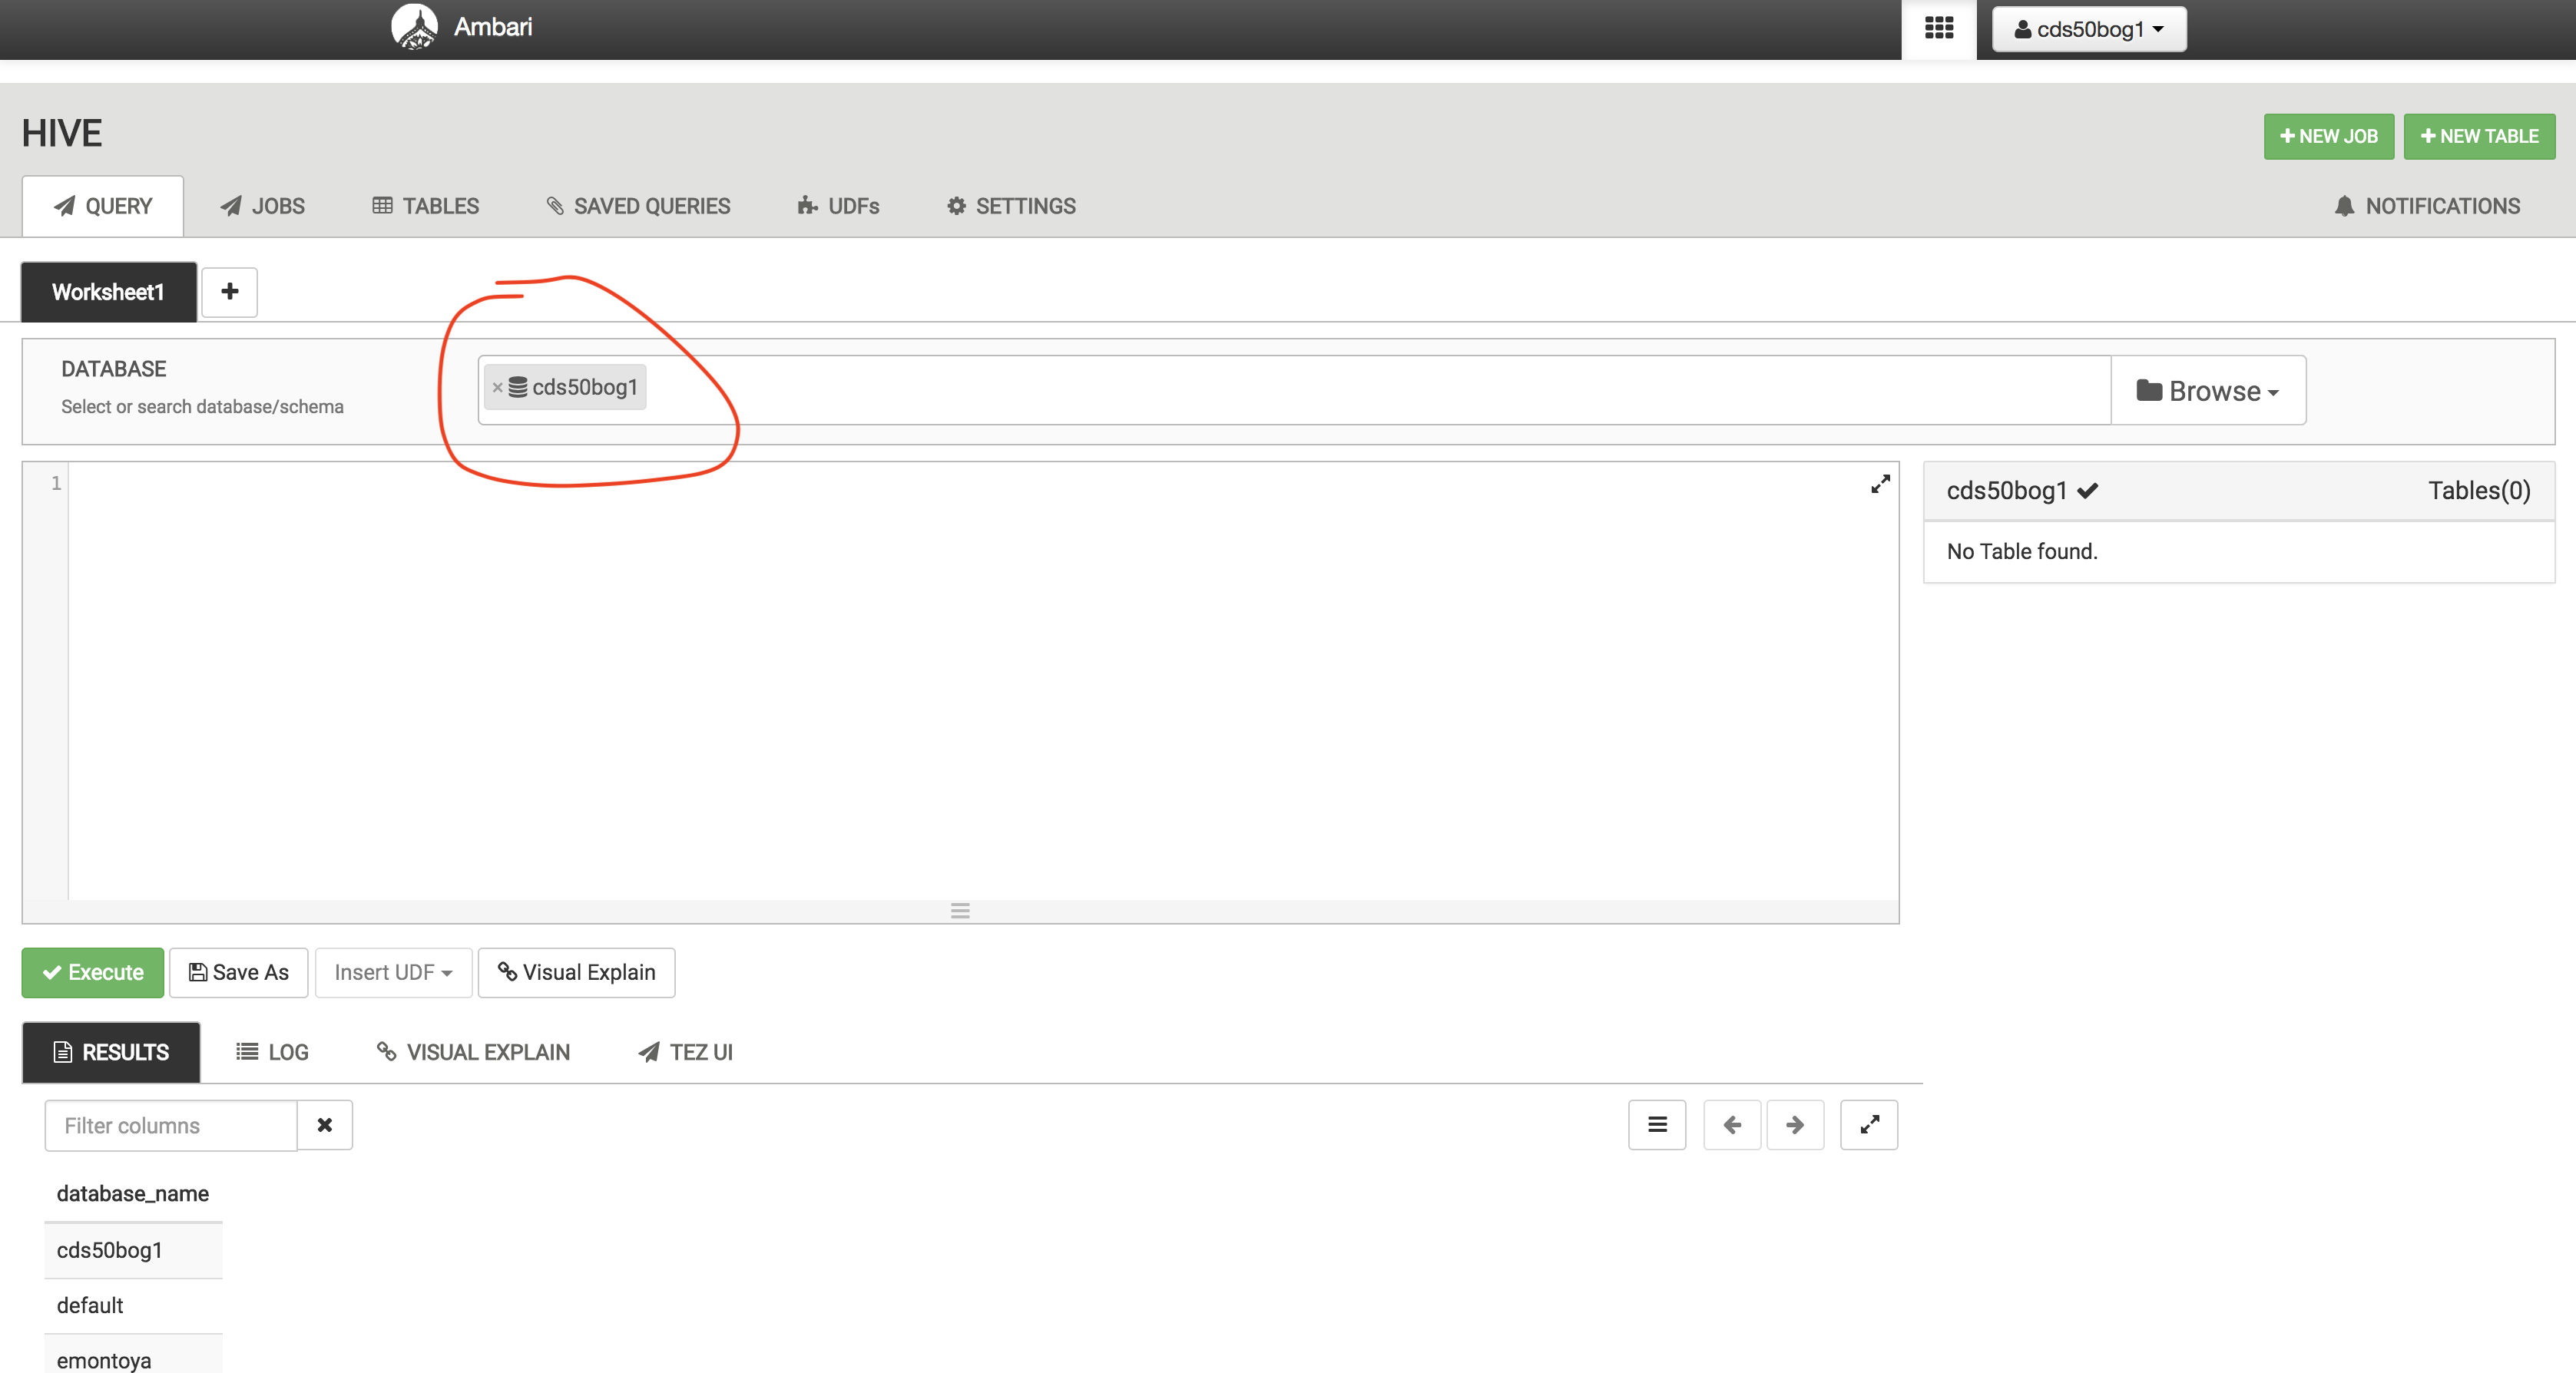 Ambari
cds50bog1
HIVE
NEW JOB
NEW TABLE
QUERY
JOBS
TABLES
SAVED QUERIES
UDFs
SETTINGS
NOTIFICATIONS
Worksheet1
DATABASE
Select or search database/schema
× cds50bog1
Browse
1
cds50bog1
Tables(0)
No Table found.
Execute
Save As
Insert UDF
Visual Explain
RESULTS
LOG
VISUAL EXPLAIN
TEZ UI
Filter columns
database_name
cds50bog1
default
emontoya